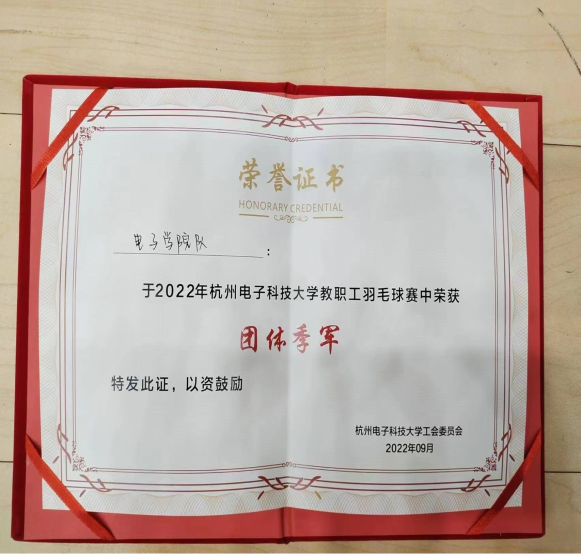 荣誉证书
HONORARY CREDENTIAL
电子学院队:
于2022年杭州电子科技大学教职工羽毛球赛中荣获
团体季军
特发此证，以资鼓励
杭州电子科技大学工会委员会
2022年09月